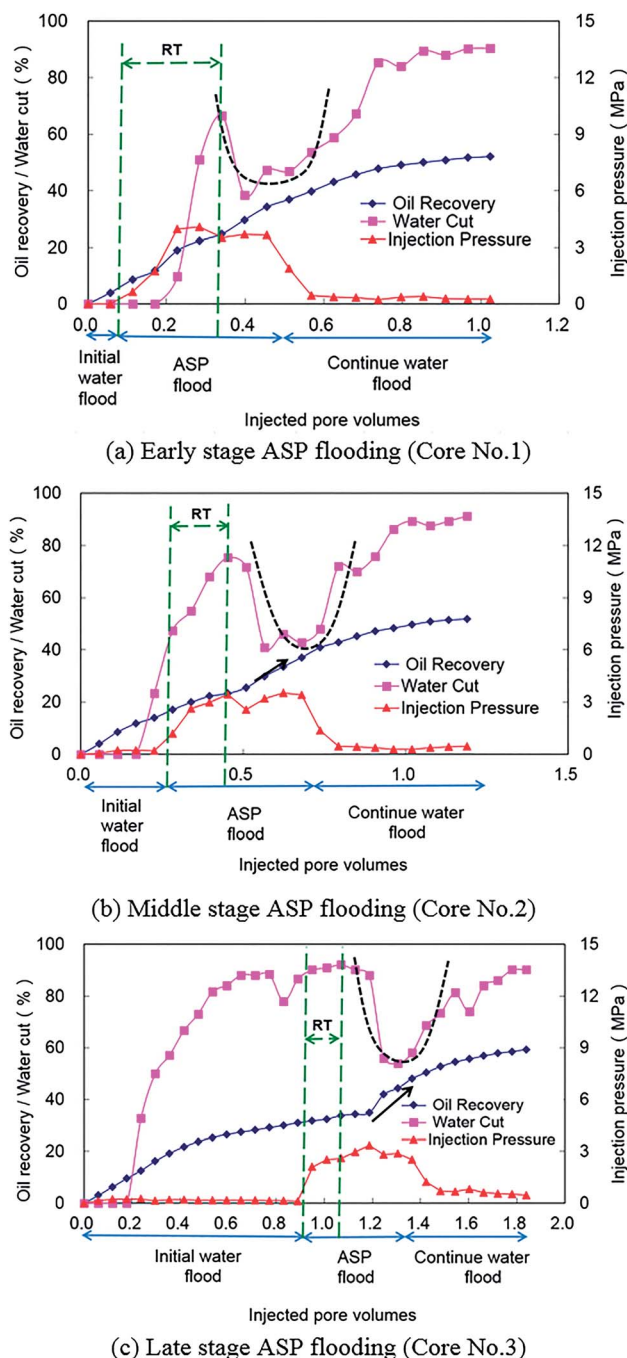 100
80
60
40
20
0
Oil recovery / Water cut ( % )
RT
Oil Recovery
Water Cut
Injection Pressure
15
12
9
6
3
0
Injection pressure ( MPa )
0.0 0.2 0.4 0.6 0.8 1.0 1.2
Initial
water
flood
ASP
flood
Continue water
flood
Injected pore volumes
(a) Early stage ASP flooding (Core No.1)
100
80
60
40
20
0
Oil recovery / Water cut ( % )
RT
Oil Recovery
Water Cut
Injection Pressure
15
12
9
6
3
0
Injection pressure ( MPa )
0.0 0.5 1.0 1.5
Initial
water
flood
ASP
flood
Continue water
flood
Injected pore volumes
(b) Middle stage ASP flooding (Core No.2)
100
80
60
40
20
0
Oil recovery / Water cut ( % )
RT
Oil Recovery
Water Cut
Injection Pressure
15
12
9
6
3
0
Injection pressure ( MPa )
0.0 0.2 0.4 0.6 0.8 1.0 1.2 1.4 1.6 1.8 2.0
Initial water
flood
ASP
flood
Continue water
flood
Injected pore volumes
(c) Late stage ASP flooding (Core No.3)